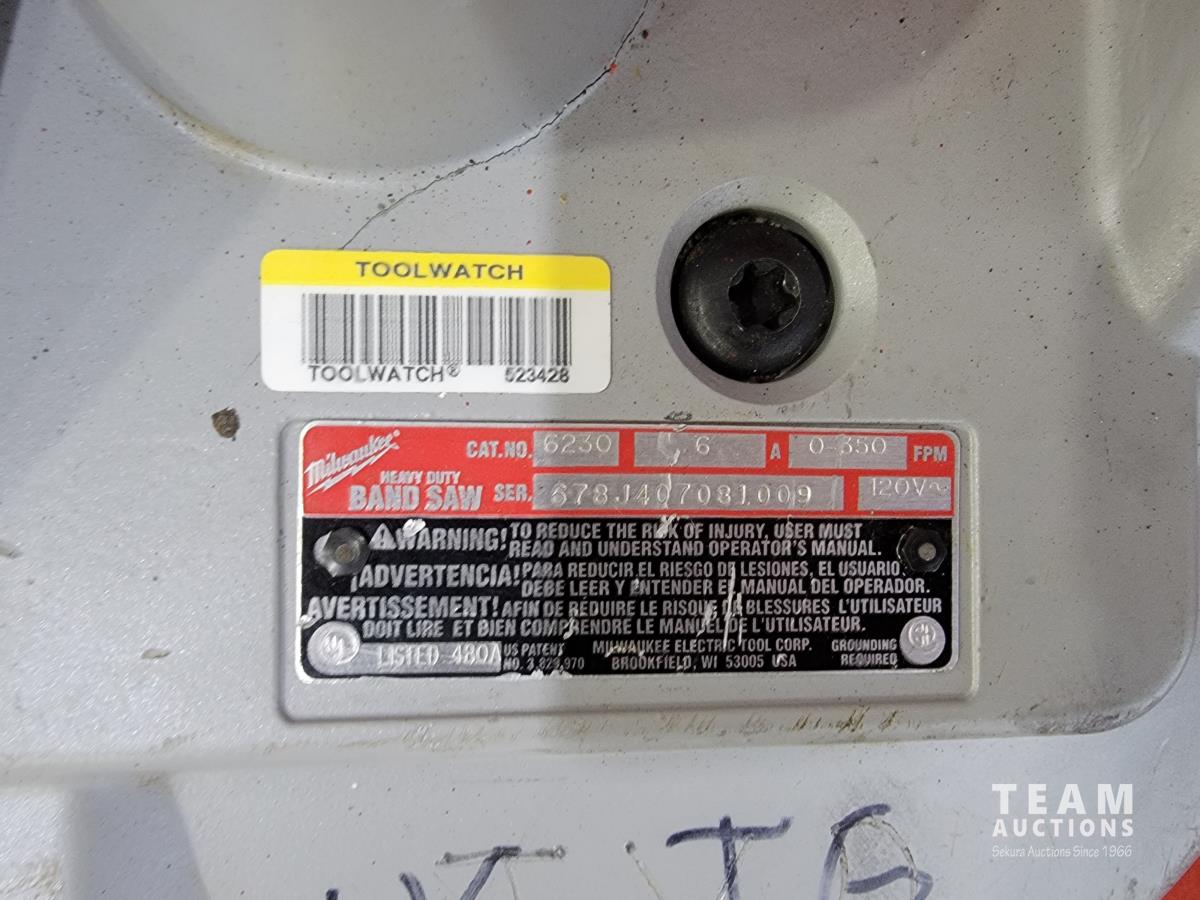 TOOLWATCH
TOOLWATCH® 523428
Milwaukee®
CAT.NO. 6230 6 A 0-350 FPM
HEAVY DUTY
BAND SAW SER. 678J407081009 120V~
⚠WARNING! TO REDUCE THE RISK OF INJURY, USER MUST
READ AND UNDERSTAND OPERATOR'S MANUAL.
¡ADVERTENCIA! PARA REDUCIR EL RIESGO DE LESIONES, EL USUARIO
DEBE LEER Y ENTENDER EL MANUAL DEL OPERADOR.
AVERTISSEMENT! AFIN DE RÉDUIRE LE RISQUE DE BLESSURES L'UTILISATEUR
DOIT LIRE ET BIEN COMPRENDRE LE MANUEL DE L'UTILISATEUR.
LISTED 480A
US PATENT
NO. 3,829,970
MILWAUKEE ELECTRIC TOOL CORP.
BROOKFIELD, WI 53005 USA
GROUNDING
REQUIRED
TEAM
AUCTIONS
Sekura Auctions Since 1966